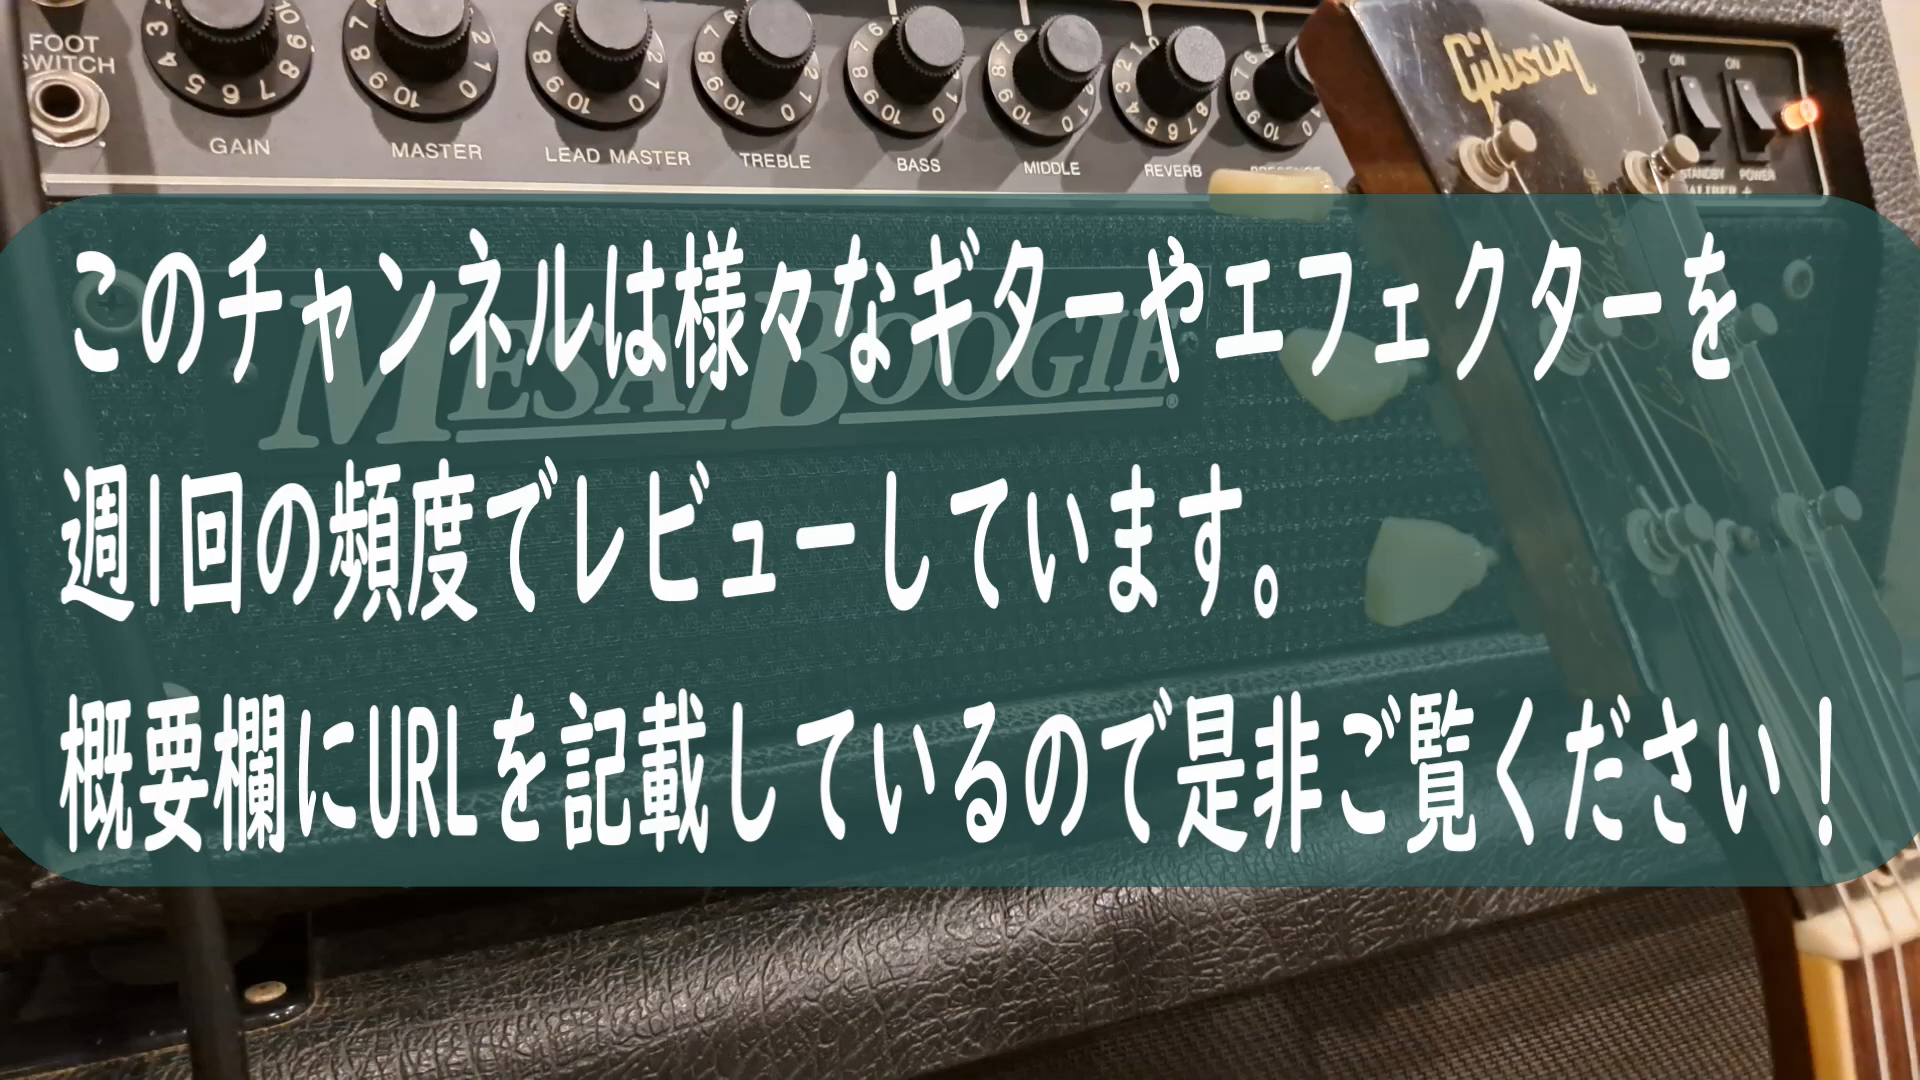 FOOT
SWITCH
GAIN
MASTER
LEAD MASTER
TREBLE
BASS
MIDDLE
REVERB
PRESENCE
Gibson
ON
ON
STANDBY
POWER
CALIBER +
このチャンネルは様々なギターやエフェクターを
MESA/BOOGIE®
週1回の頻度でレビューしています。
概要欄にURLを記載しているので是非ご覧ください！